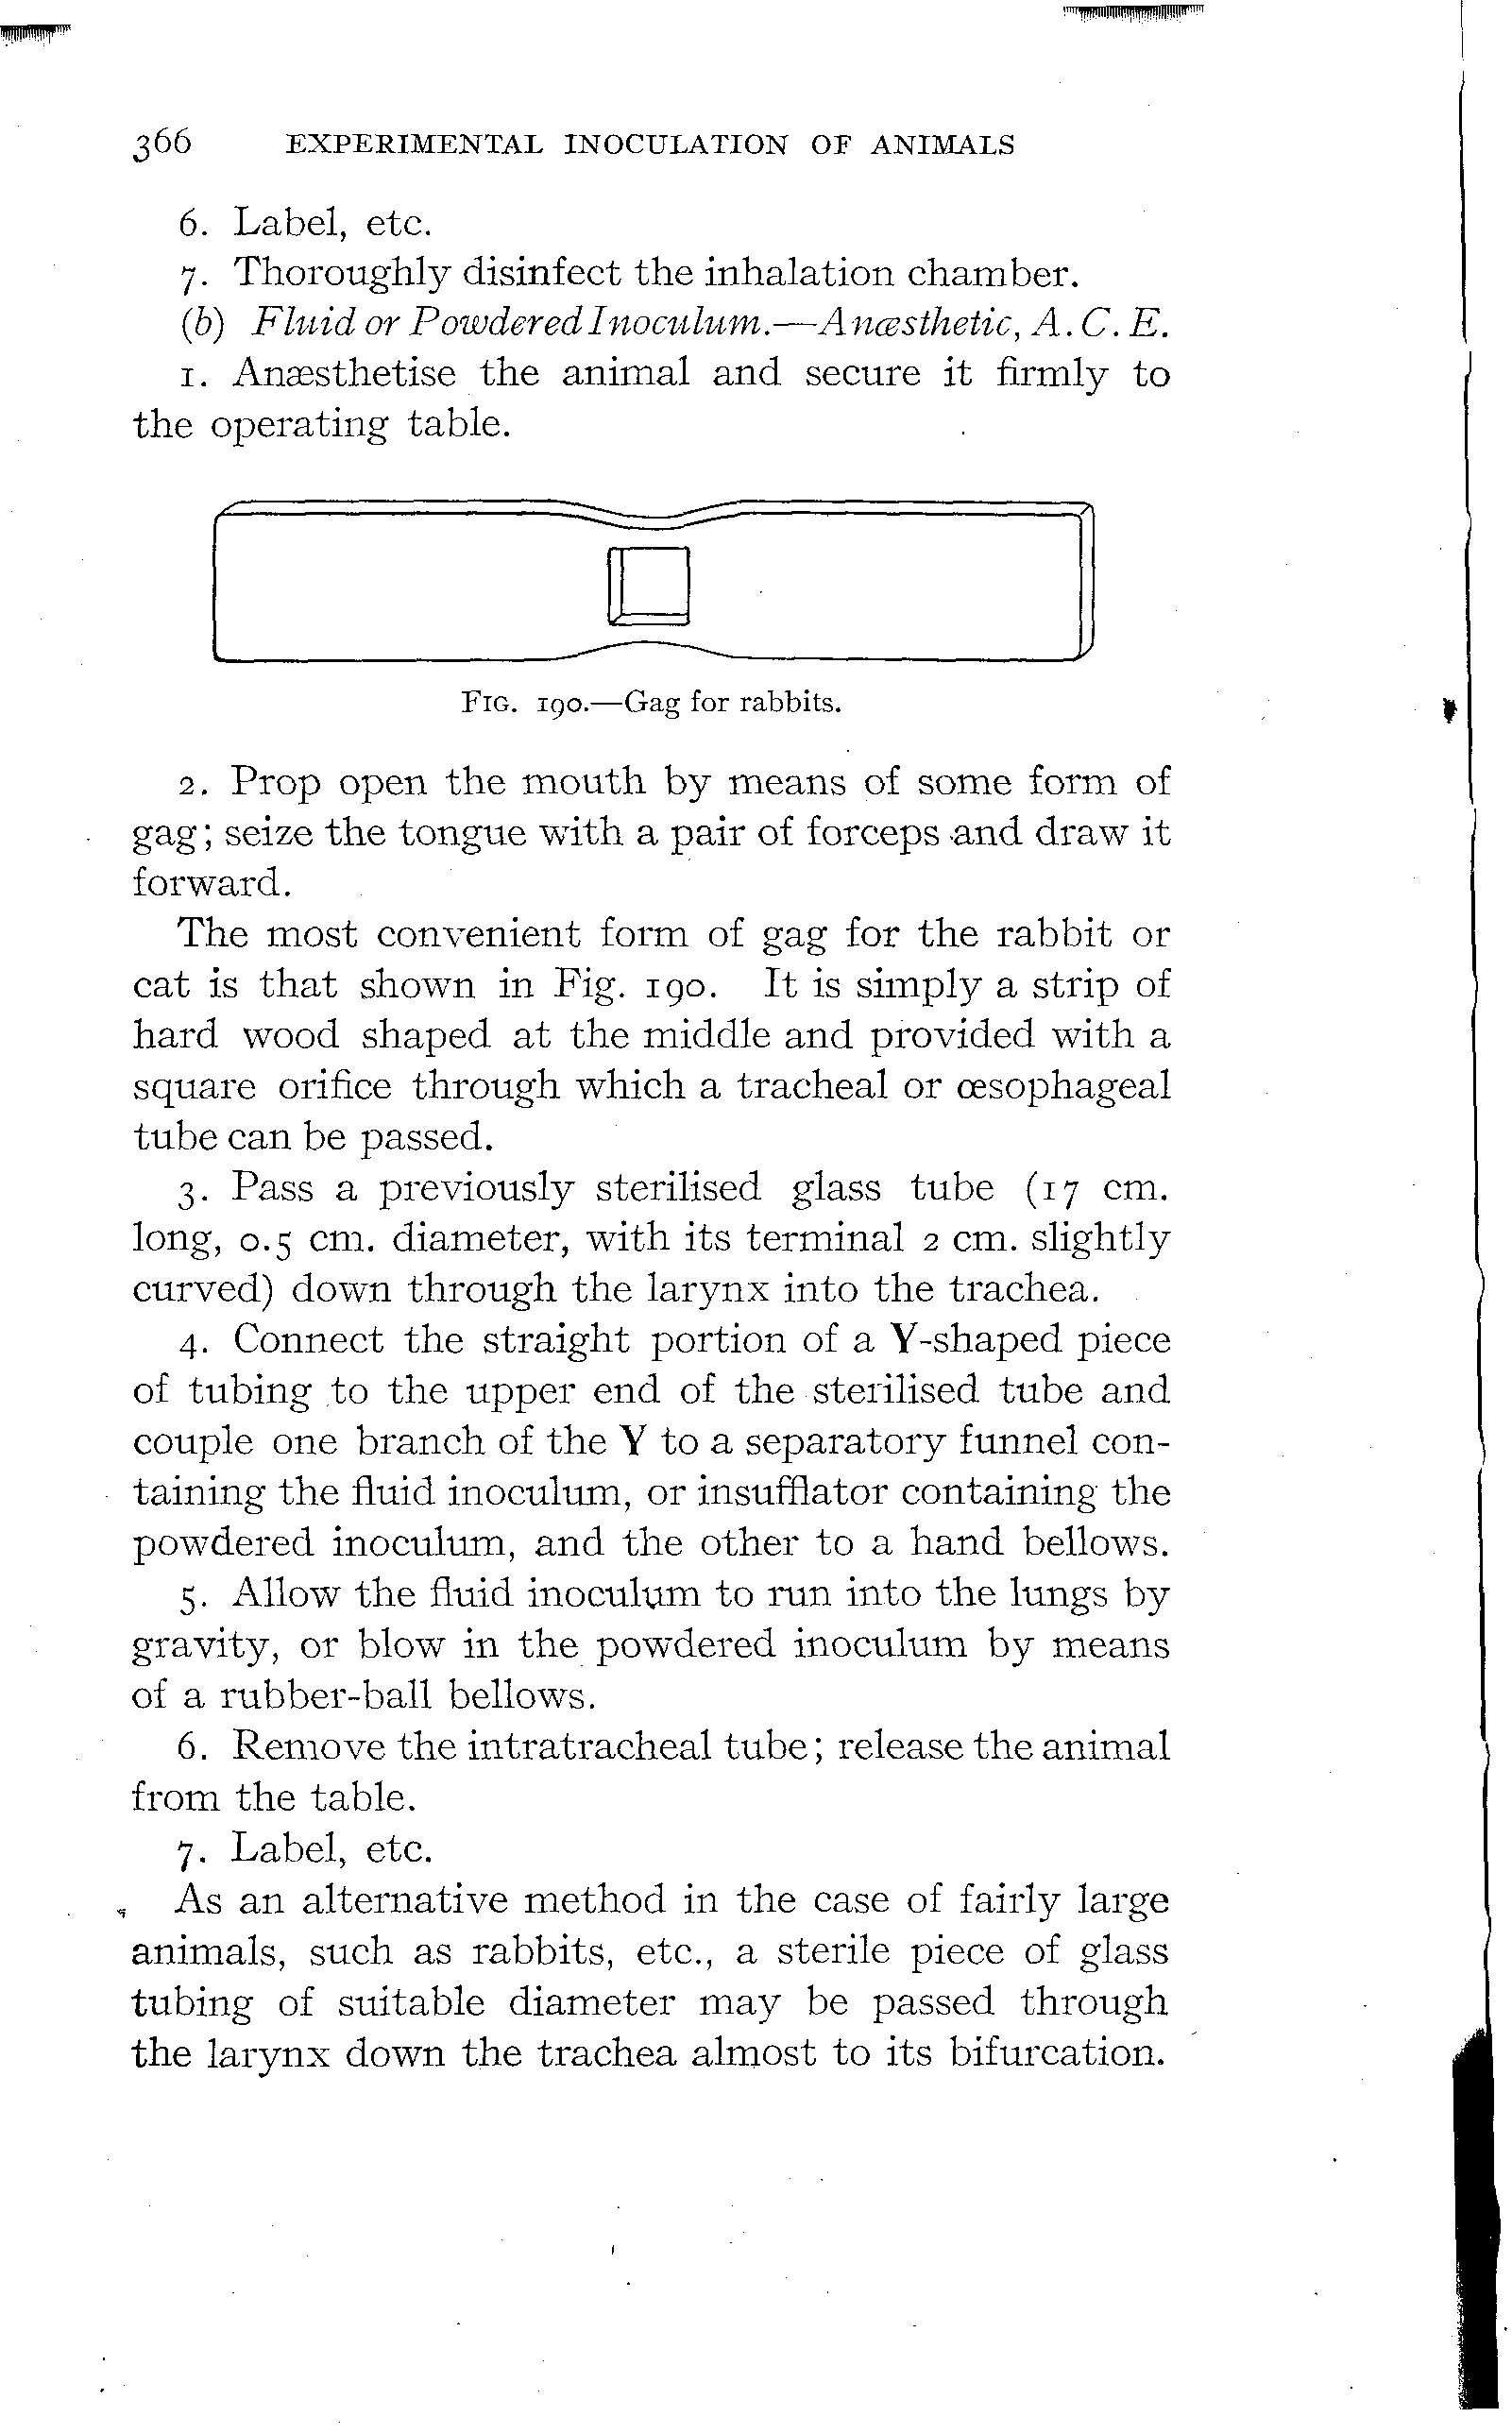 366 EXPERIMENTAL INOCULATION OF ANIMALS
6. Label, etc.
7. Thoroughly disinfect the inhalation chamber.
(b) Fluid or Powdered Inoculum.—Anæsthetic, A. C. E.
1. Anæsthetise the animal and secure it firmly to
the operating table.
FIG. 190.—Gag for rabbits.
2. Prop open the mouth by means of some form of
gag; seize the tongue with a pair of forceps and draw it
forward.
The most convenient form of gag for the rabbit or
cat is that shown in Fig. 190. It is simply a strip of
hard wood shaped at the middle and provided with a
square orifice through which a tracheal or œsophageal
tube can be passed.
3. Pass a previously sterilised glass tube (17 cm.
long, 0.5 cm. diameter, with its terminal 2 cm. slightly
curved) down through the larynx into the trachea.
4. Connect the straight portion of a Y-shaped piece
of tubing to the upper end of the sterilised tube and
couple one branch of the Y to a separatory funnel con-
taining the fluid inoculum, or insufflator containing the
powdered inoculum, and the other to a hand bellows.
5. Allow the fluid inoculum to run into the lungs by
gravity, or blow in the powdered inoculum by means
of a rubber-ball bellows.
6. Remove the intratracheal tube; release the animal
from the table.
7. Label, etc.
As an alternative method in the case of fairly large
animals, such as rabbits, etc., a sterile piece of glass
tubing of suitable diameter may be passed through
the larynx down the trachea almost to its bifurcation.